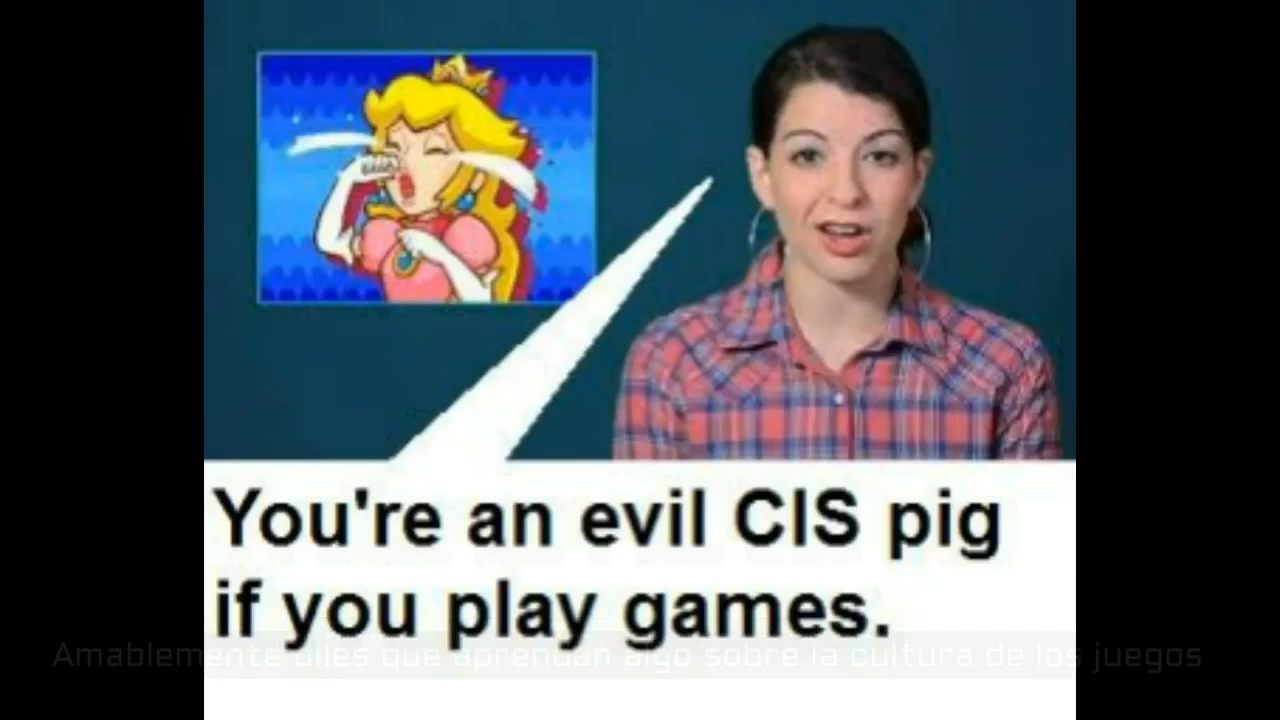 You're an evil CIS pig
if you play games.
Amablemente diles que aprendan algo sobre la cultura de los juegos